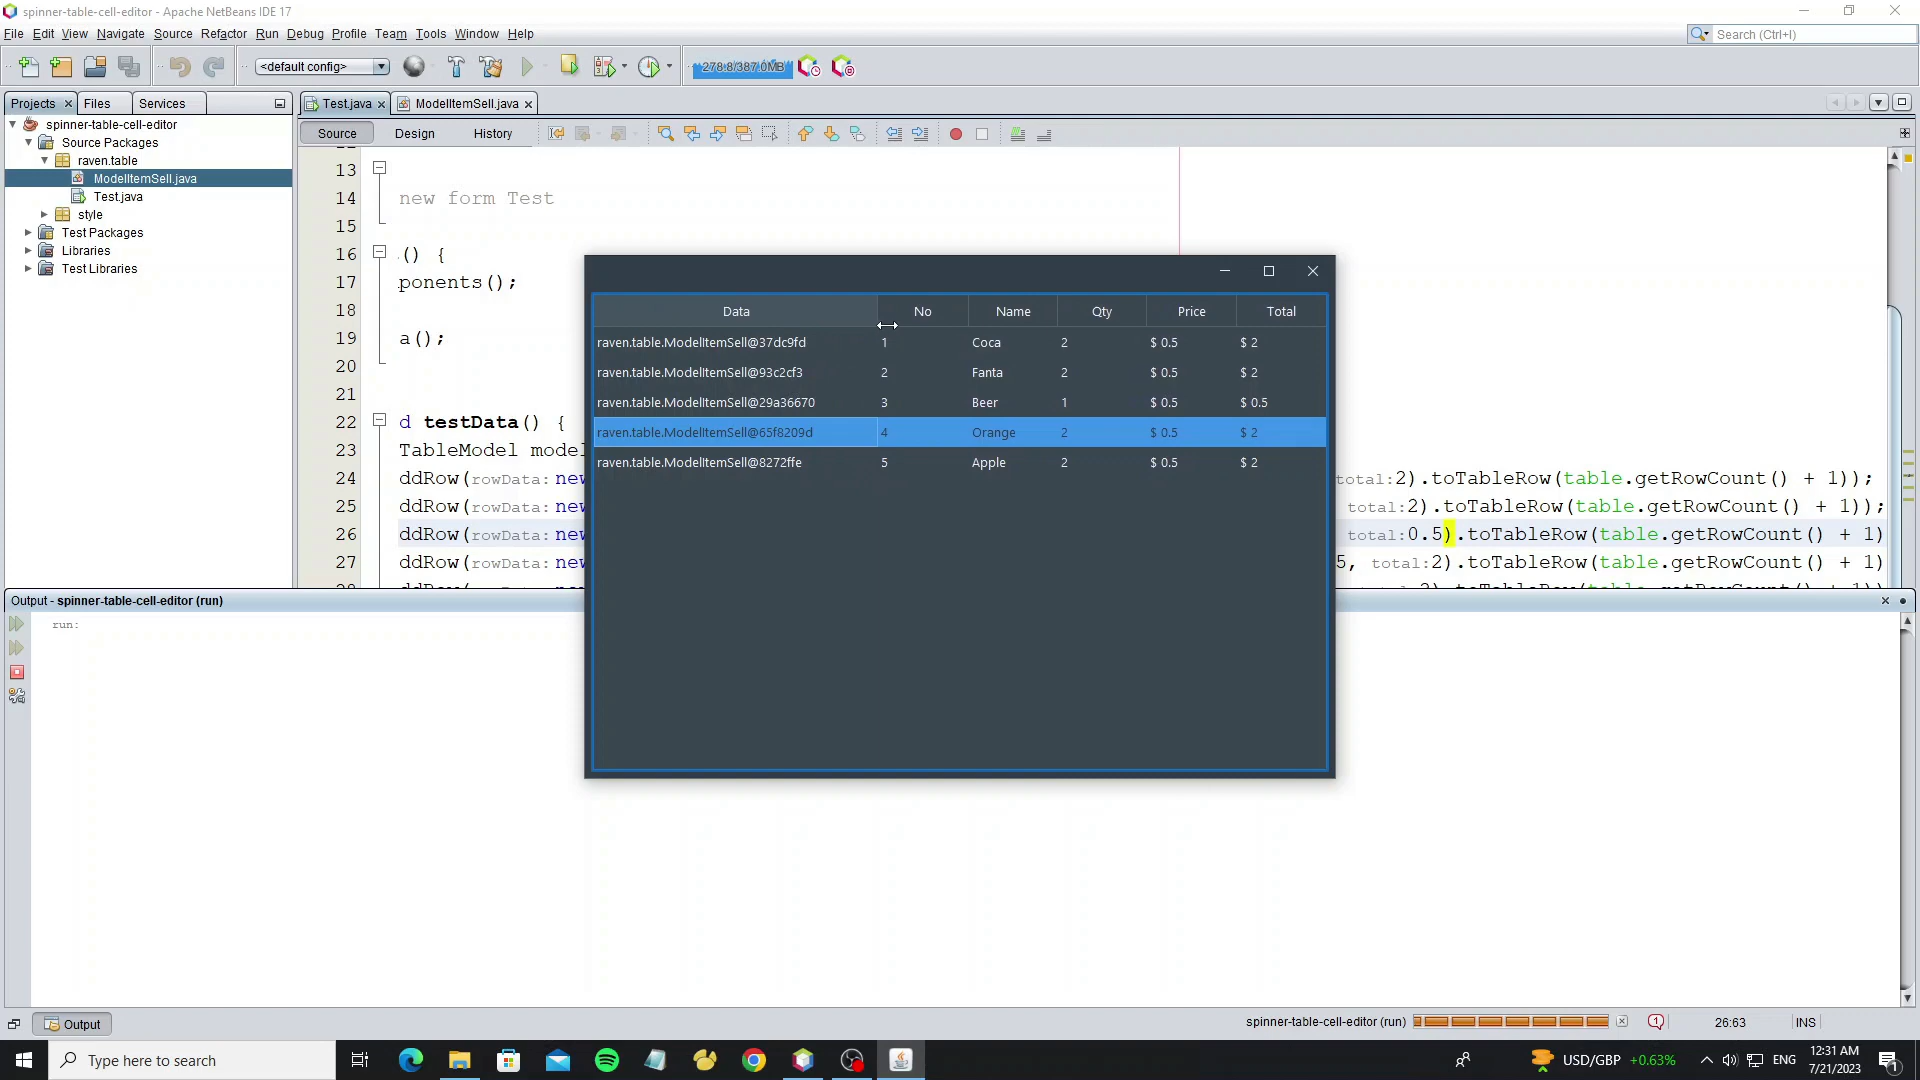 spinner-table-cell-editor - Apache NetBeans IDE 17
File Edit View Navigate Source Refactor Run Debug Profile Team Tools Window Help
Search (Ctrl+I)
<default config>
278.8/387.0MB
Projects Files Services
Test.java ModelItemSell.java
Source Design History
spinner-table-cell-editor
Source Packages
raven.table
ModelItemSell.java
Test.java
style
Test Packages
Libraries
Test Libraries
13
14 new form Test
15
16 () {
17 ponents();
18
19 a();
20
21
22 d testData() {
23 TableModel model
24 ddRow(rowData: new total:2).toTableRow(table.getRowCount() + 1));
25 ddRow(rowData: new total:2).toTableRow(table.getRowCount() + 1));
26 ddRow(rowData: new total:0.5).toTableRow(table.getRowCount() + 1)
27 ddRow(rowData: new 5, total:2).toTableRow(table.getRowCount() + 1)
Data No Name Qty Price Total
raven.table.ModelItemSell@37dc9fd 1 Coca 2 $ 0.5 $ 2
raven.table.ModelItemSell@93c2cf3 2 Fanta 2 $ 0.5 $ 2
raven.table.ModelItemSell@29a36670 3 Beer 1 $ 0.5 $ 0.5
raven.table.ModelItemSell@65f8209d 4 Orange 2 $ 0.5 $ 2
raven.table.ModelItemSell@8272ffe 5 Apple 2 $ 0.5 $ 2
Output - spinner-table-cell-editor (run)
run:
Output
spinner-table-cell-editor (run)
1
26:63
INS
Type here to search
USD/GBP +0.63%
ENG
12:31 AM
7/21/2023
1